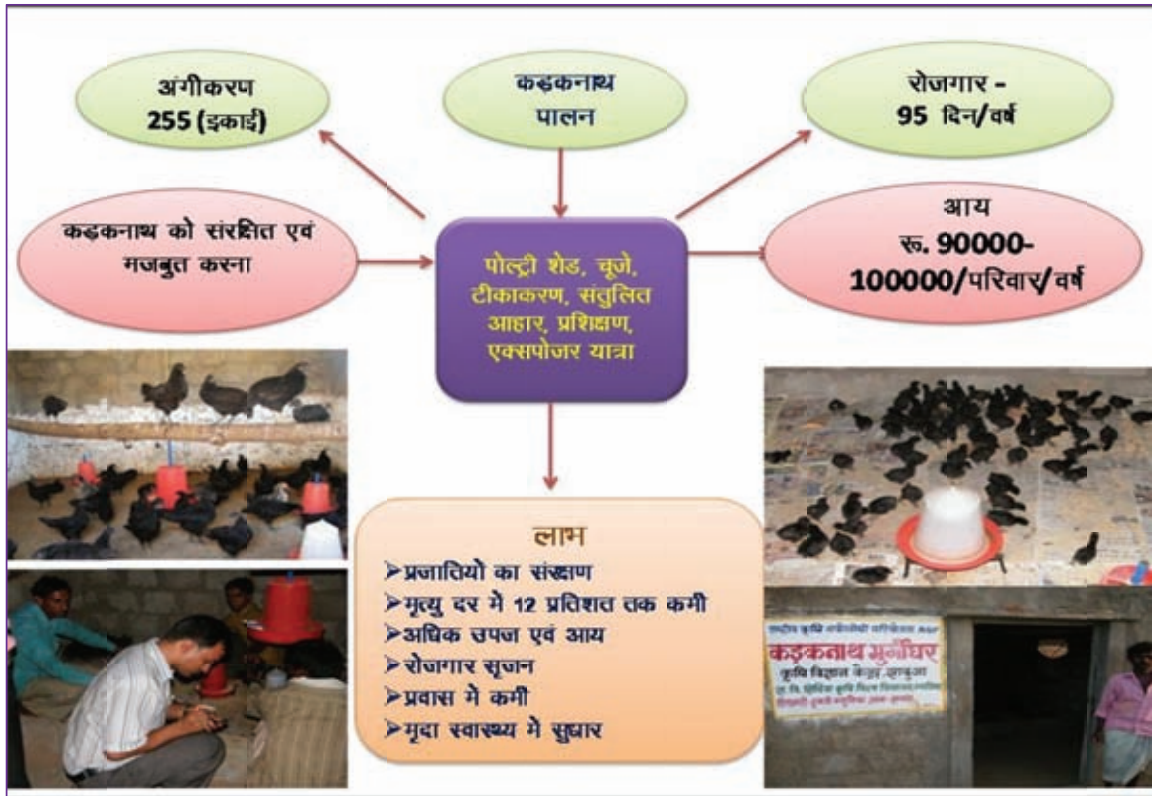 अंगीकरण
255 (इकाई)
कड़कनाथ
पालन
रोजगार -
95 दिन/वर्ष
कड़कनाथ को संरक्षित एवं
मजबुत करना
पोल्ट्री शेड, चूजे,
टीकाकरण, संतुलित
आहार, प्रशिक्षण,
एक्सपोजर यात्रा
आय
रू. 90000-
100000/परिवार/वर्ष
लाभ
➢प्रजातियो का संरक्षण
➢मृत्यु दर मे 12 प्रतिशत तक कमी
➢अधिक उपज एवं आय
➢रोजगार सृजन
➢प्रवास में कमी
➢मृदा स्वास्थ्य मे सुधार
कड़कनाथ मुर्गीघर
कृषि विज्ञान केन्द्र, झाबुआ